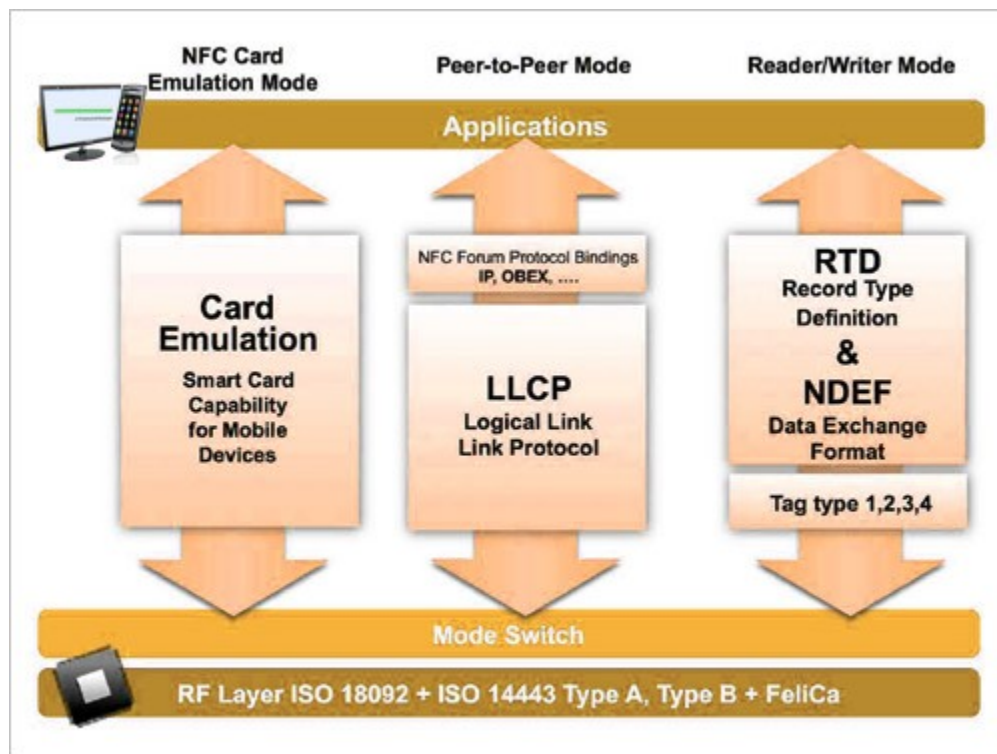 NFC Card
Emulation Mode
Peer-to-Peer Mode
Reader/Writer Mode
Applications
Card
Emulation
Smart Card
Capability
for Mobile
Devices
NFC Forum Protocol Bindings
IP, OBEX, ....
LLCP
Logical Link
Link Protocol
RTD
Record Type
Definition
&
NDEF
Data Exchange
Format
Tag type 1,2,3,4
Mode Switch
RF Layer ISO 18092 + ISO 14443 Type A, Type B + FeliCa